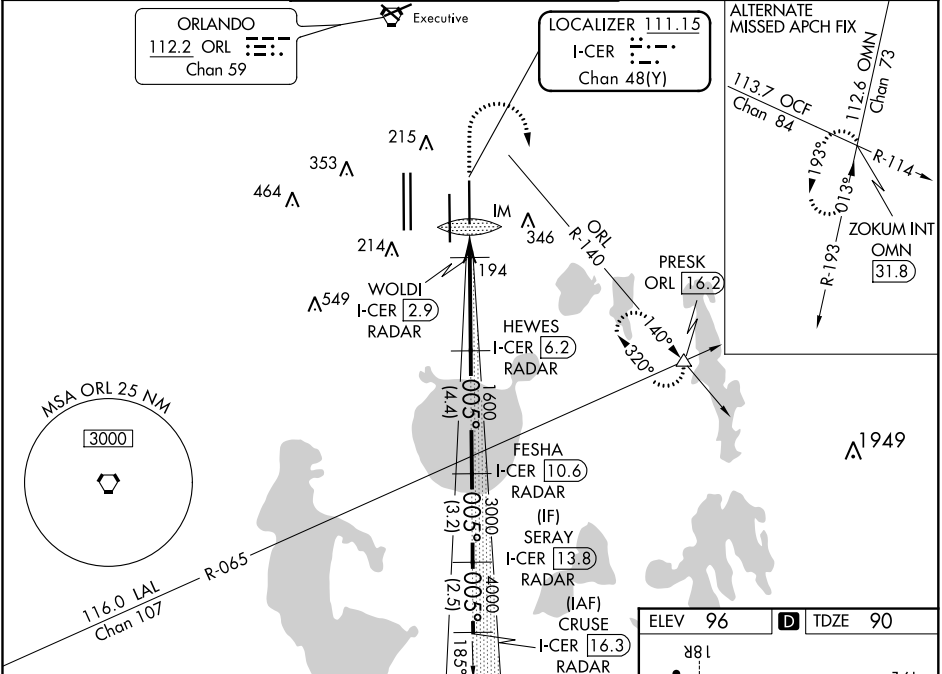 ORLANDO
112.2 ORL
Chan 59
Executive
LOCALIZER 111.15
I-CER
Chan 48(Y)
ALTERNATE
MISSED APCH FIX
113.7 OCF
Chan 84
112.6 OMN
Chan 73
193°
013°
R-114
R-193
ZOKUM INT
OMN
31.8
215
353
464
214
549
IM
346
194
ORL
R-140
WOLDI
I-CER 2.9
RADAR
PRESK
ORL 16.2
140°
320°
HEWES
I-CER 6.2
RADAR
1600
005°
(4.4)
MSA ORL 25 NM
3000
1949
FESHA
I-CER 10.6
RADAR
3000
005°
(3.2)
(IF)
SERAY
I-CER 13.8
RADAR
4000
005°
(2.5)
(IAF)
CRUSE
I-CER 16.3
RADAR
185°
R-065
116.0 LAL
Chan 107
ELEV 96
D
TDZE 90
18R